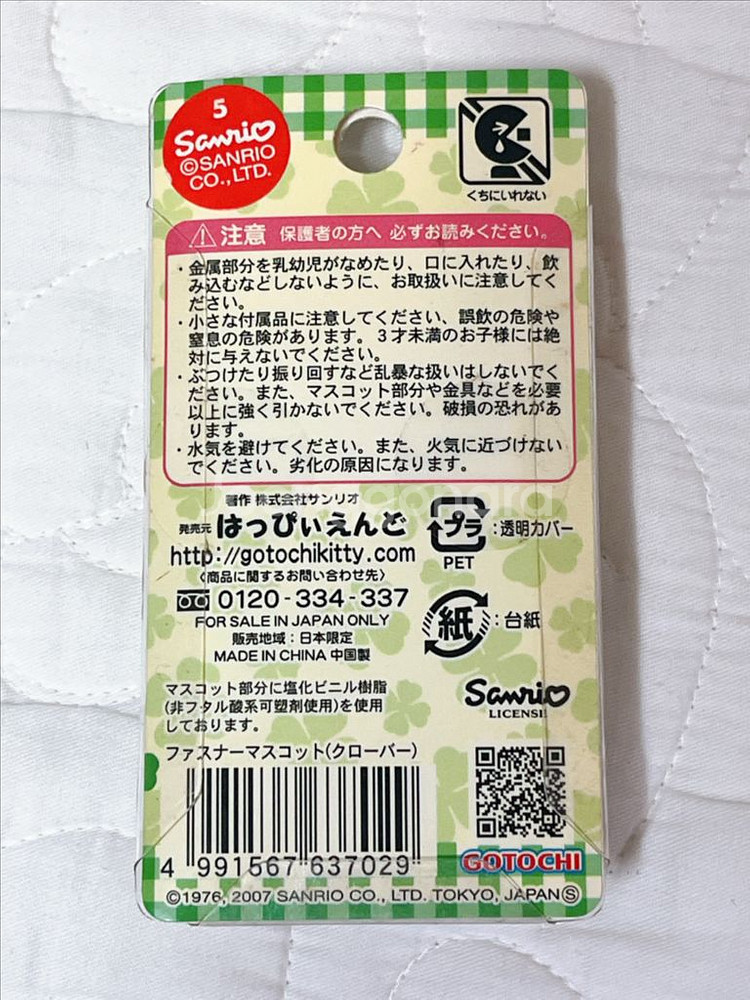 5
Sanrio
©SANRIO
CO., LTD.
くちにいれない
注意 保護者の方へ 必ずお読みください。
・金属部分を乳幼児がなめたり、口に入れたり、飲
み込むなどしないように、お取扱いに注意してく
ださい。
・小さな付属品に注意してください、誤飲の危険や
窒息の危険があります。3才未満のお子様には絶
対に与えないでください。
・ぶつけたり振り回すなど乱暴な扱いはしないでく
ださい。また、マスコット部分や金具などを必要
以上に強く引かないでください。破損の恐れがあ
ります。
・水気を避けてください。また、火気に近づけない
でください。劣化の原因になります。
著作 株式会社サンリオ
発売元 はっぴぃえんど
http://gotochikitty.com
〈商品に関するお問い合わせ先〉
0120-334-337
FOR SALE IN JAPAN ONLY
販売地域：日本限定
MADE IN CHINA 中国製
プラ：透明カバー
PET
紙：台紙
マスコット部分に塩化ビニル樹脂
(非フタル酸系可塑剤使用)を使用
しております。
Sanrio
LICENSE
ファスナーマスコット(クローバー)
4 991567 637029
GOTOCHI
©1976, 2007 SANRIO CO., LTD. TOKYO, JAPAN Ⓢ